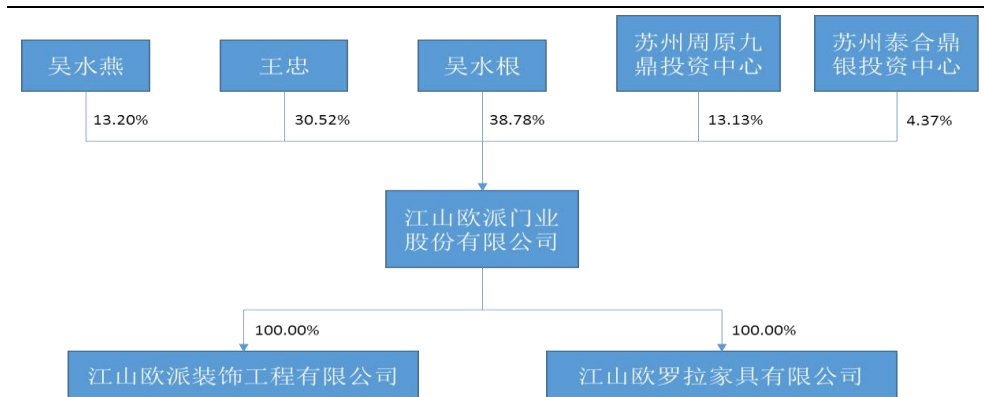 吴水燕
王忠
吴水根
苏州周原九
鼎投资中心
苏州泰合鼎
银投资中心
13.20%
30.52%
38.78%
13.13%
4.37%
江山欧派门业
股份有限公司
100.00%
100.00%
江山欧派装饰工程有限公司
江山欧罗拉家具有限公司